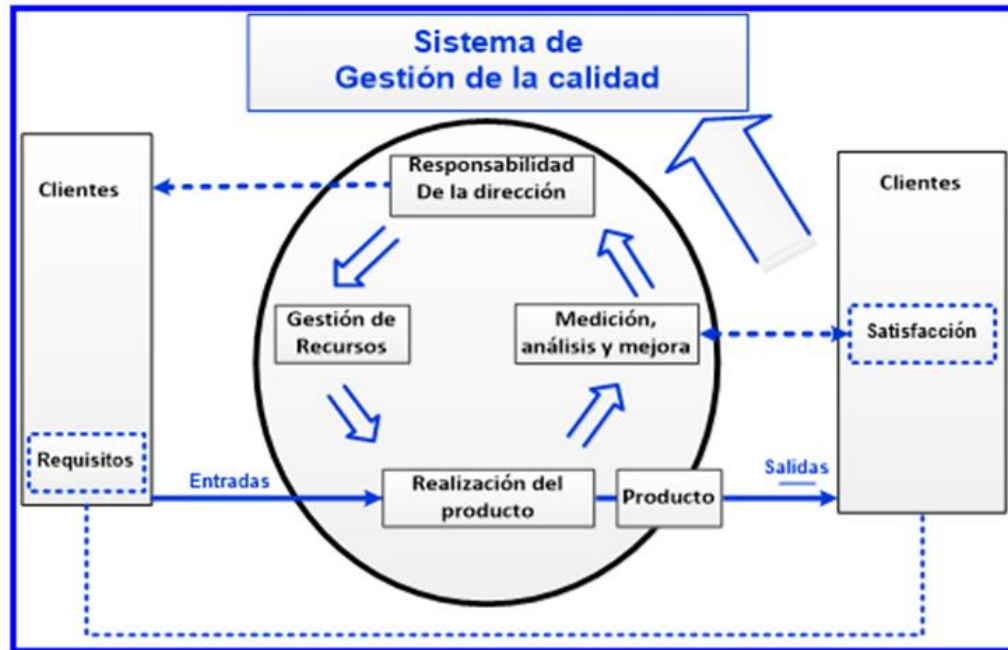 Sistema de
Gestión de la calidad
Clientes
Responsabilidad
De la dirección
Clientes
Gestión de
Recursos
Medición,
análisis y mejora
Satisfacción
Requisitos
Entradas
Realización del
producto
Producto
Salidas